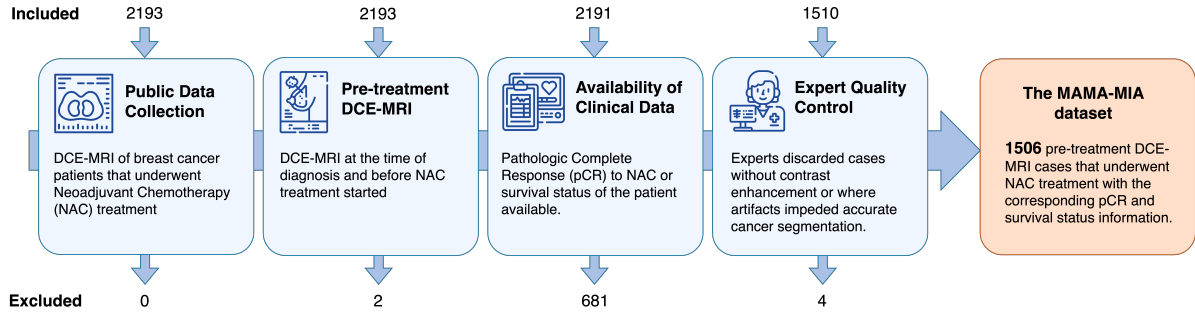 Included 2193 2193 2191 1510
Public Data
Collection
DCE-MRI of breast cancer
patients that underwent
Neoadjuvant Chemotherapy
(NAC) treatment
Pre-treatment
DCE-MRI
DCE-MRI at the time of
diagnosis and before NAC
treatment started
Availability of
Clinical Data
Pathologic Complete
Response (pCR) to NAC or
survival status of the patient
available.
Expert Quality
Control
Experts discarded cases
without contrast
enhancement or where
artifacts impeded accurate
cancer segmentation.
The MAMA-MIA
dataset
1506 pre-treatment DCE-
MRI cases that underwent
NAC treatment with the
corresponding pCR and
survival status information.
Excluded 0 2 681 4